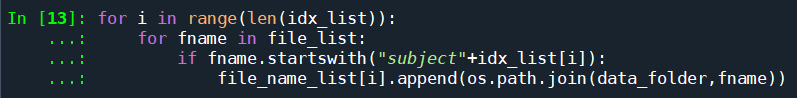 In [13]: for i in range(len(idx_list)):
    ...:     for fname in file_list:
    ...:         if fname.startswith("subject"+idx_list[i]):
    ...:             file_name_list[i].append(os.path.join(data_folder,fname))